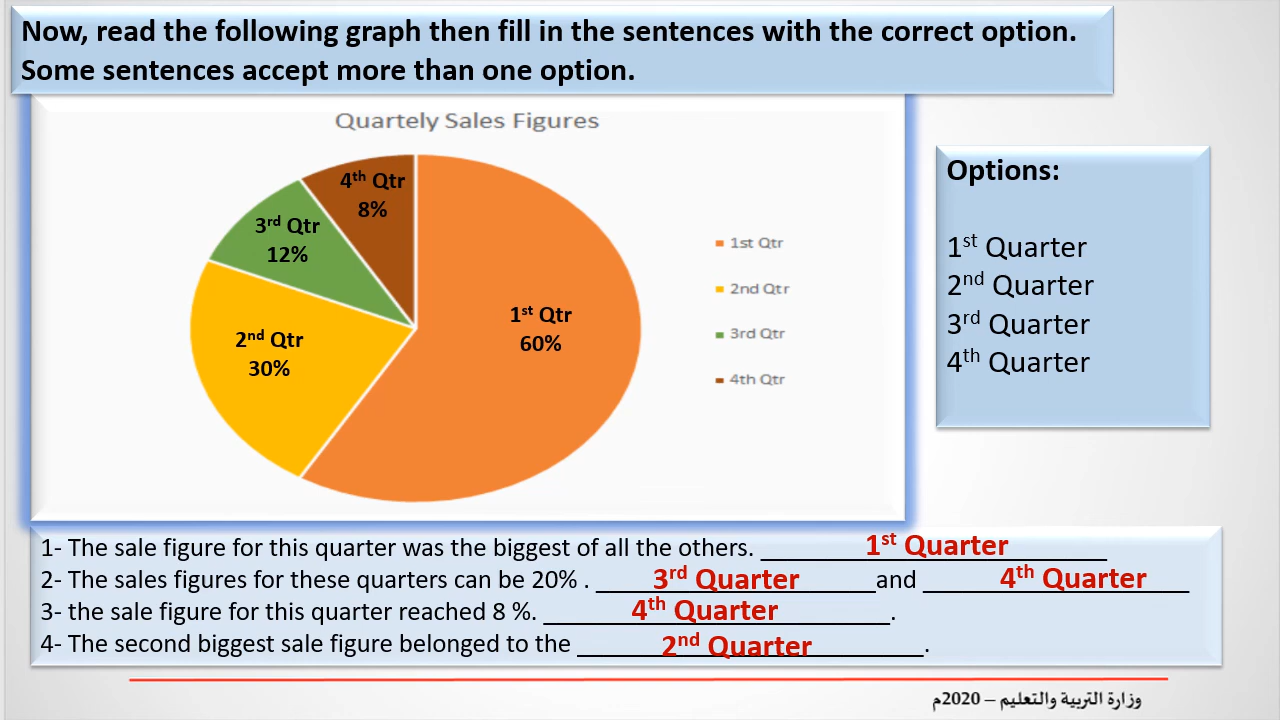 Now, read the following graph then fill in the sentences with the correct option.
Some sentences accept more than one option.
Quartely Sales Figures
4th Qtr
8%
3rd Qtr
12%
2nd Qtr
30%
1st Qtr
60%
1st Qtr
2nd Qtr
3rd Qtr
4th Qtr
Options:
1st Quarter
2nd Quarter
3rd Quarter
4th Quarter
1- The sale figure for this quarter was the biggest of all the others. 1st Quarter
2- The sales figures for these quarters can be 20% . 3rd Quarter and 4th Quarter
3- the sale figure for this quarter reached 8 %. 4th Quarter .
4- The second biggest sale figure belonged to the 2nd Quarter .
وزارة التربية والتعليم – 2020م